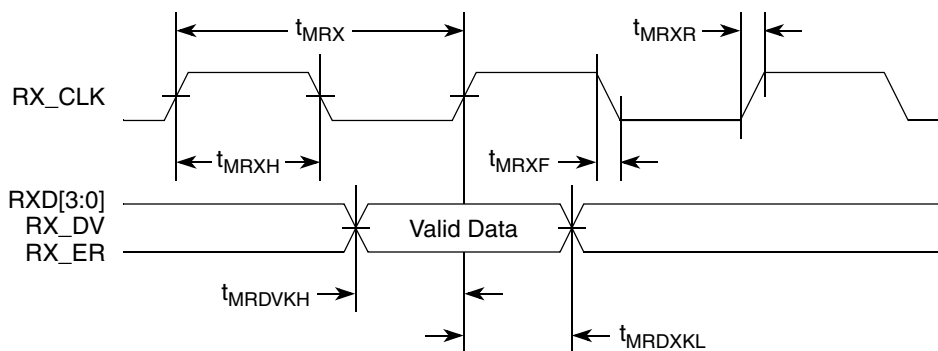 tMRX
tMRXR
RX_CLK
tMRXH
tMRXF
RXD[3:0]
RX_DV
RX_ER
Valid Data
tMRDVKH
tMRDXKL